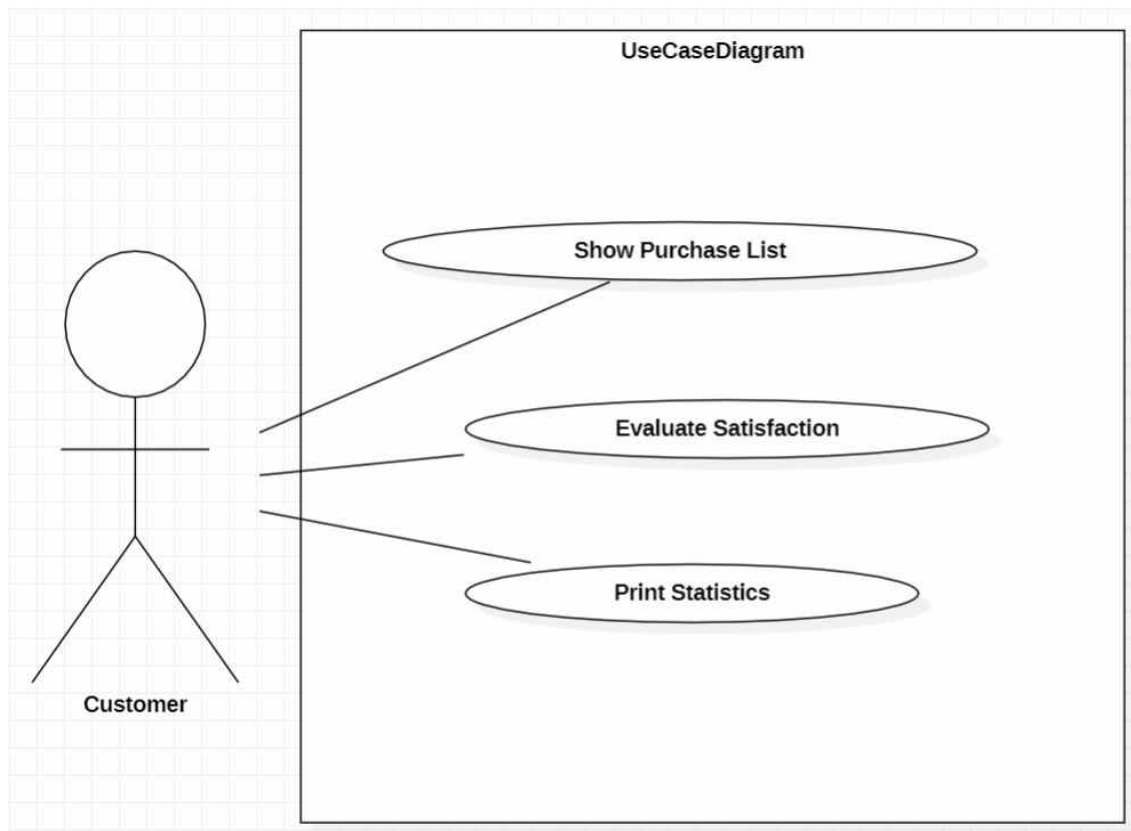 UseCaseDiagram
Show Purchase List
Evaluate Satisfaction
Print Statistics
Customer